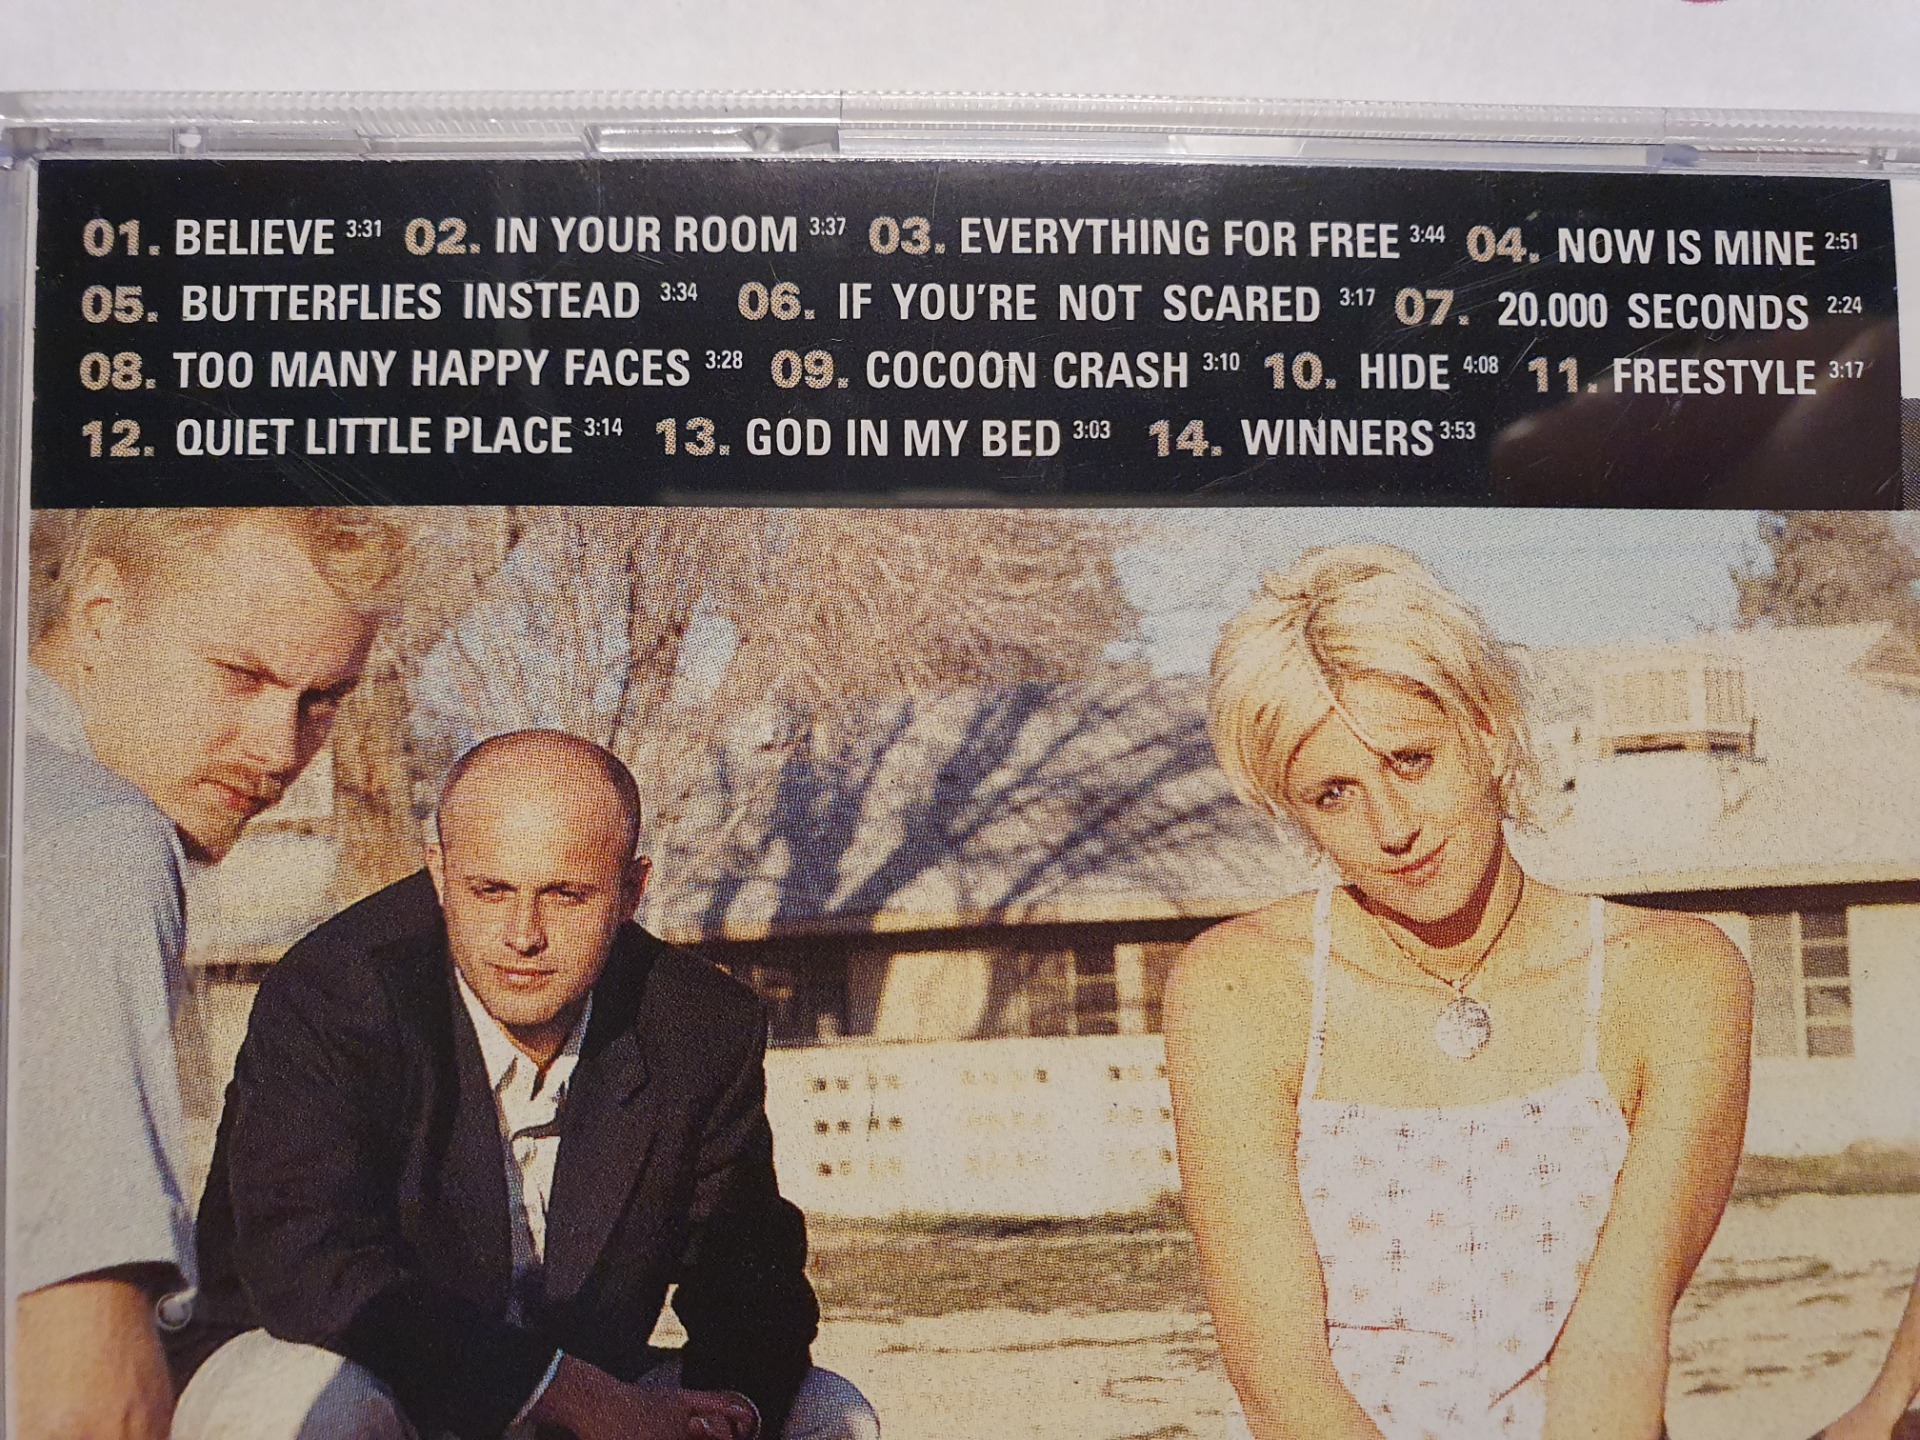 01. BELIEVE 3:31 02. IN YOUR ROOM 3:37 03. EVERYTHING FOR FREE 3:44 04. NOW IS MINE 2:51
05. BUTTERFLIES INSTEAD 3:34 06. IF YOU'RE NOT SCARED 3:17 07. 20.000 SECONDS 2:24
08. TOO MANY HAPPY FACES 3:28 09. COCOON CRASH 3:10 10. HIDE 4:08 11. FREESTYLE 3:17
12. QUIET LITTLE PLACE 3:14 13. GOD IN MY BED 3:03 14. WINNERS 3:53